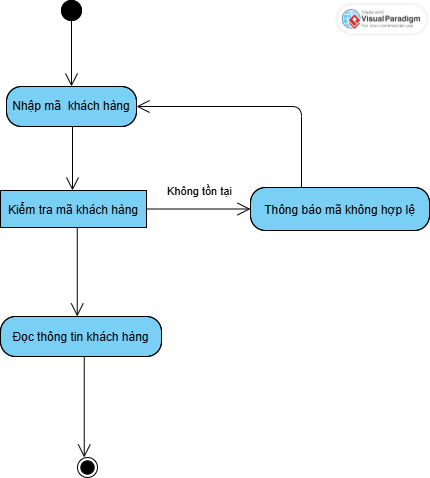 Made with
Visual Paradigm
For non-commercial use
Nhập mã khách hàng
Không tồn tại
Kiểm tra mã khách hàng
Thông báo mã không hợp lệ
Đọc thông tin khách hàng